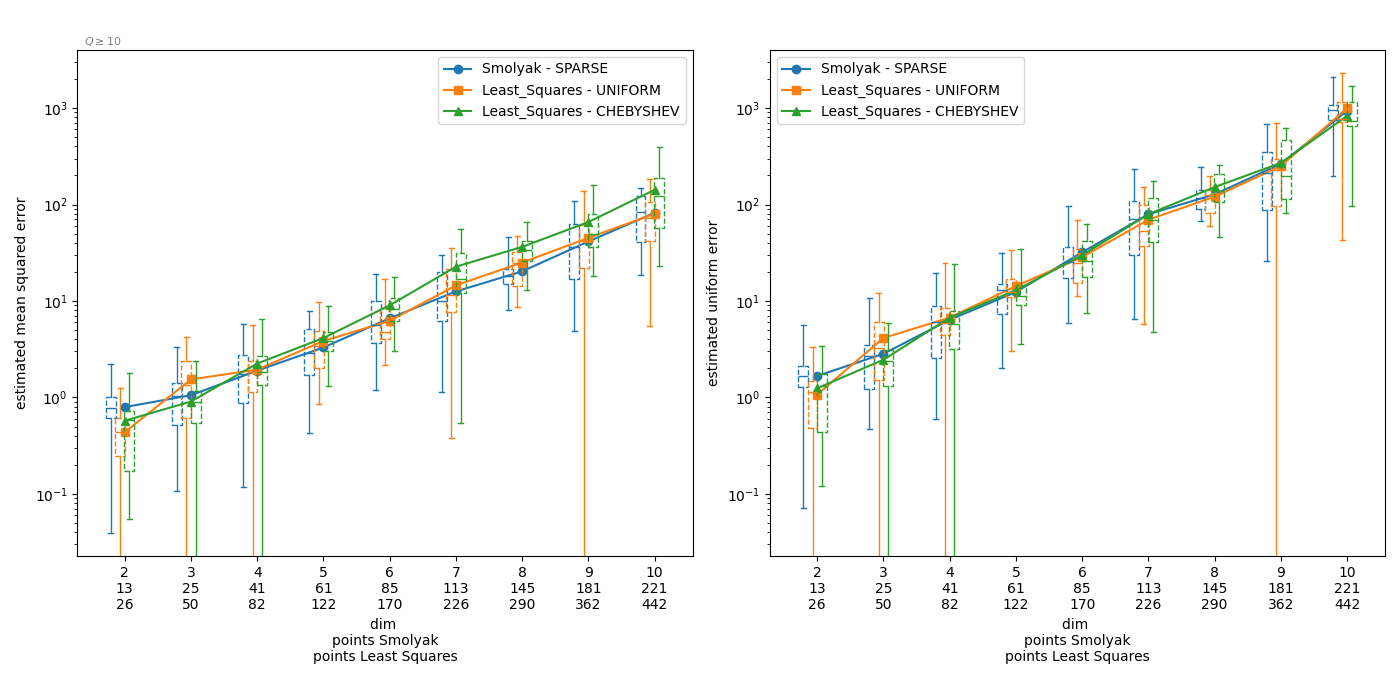 Q ≥ 10
Smolyak - SPARSE
Least_Squares - UNIFORM
Least_Squares - CHEBYSHEV
estimated mean squared error
10³
10²
10¹
10⁰
10⁻¹
2 3 4 5 6 7 8 9 10
13 25 41 61 85 113 145 181 221
26 50 82 122 170 226 290 362 442
dim
points Smolyak
points Least Squares
Smolyak - SPARSE
Least_Squares - UNIFORM
Least_Squares - CHEBYSHEV
estimated uniform error
10³
10²
10¹
10⁰
10⁻¹
2 3 4 5 6 7 8 9 10
13 25 41 61 85 113 145 181 221
26 50 82 122 170 226 290 362 442
dim
points Smolyak
points Least Squares